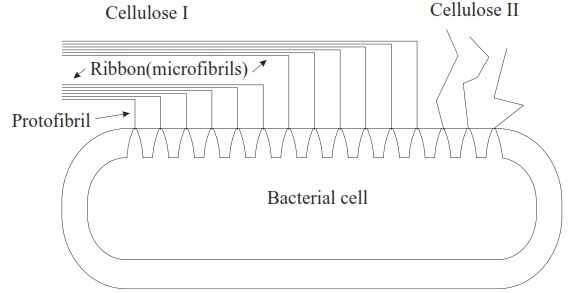 Cellulose I
Cellulose II
Ribbon(microfibrils)
Protofibril
Bacterial cell